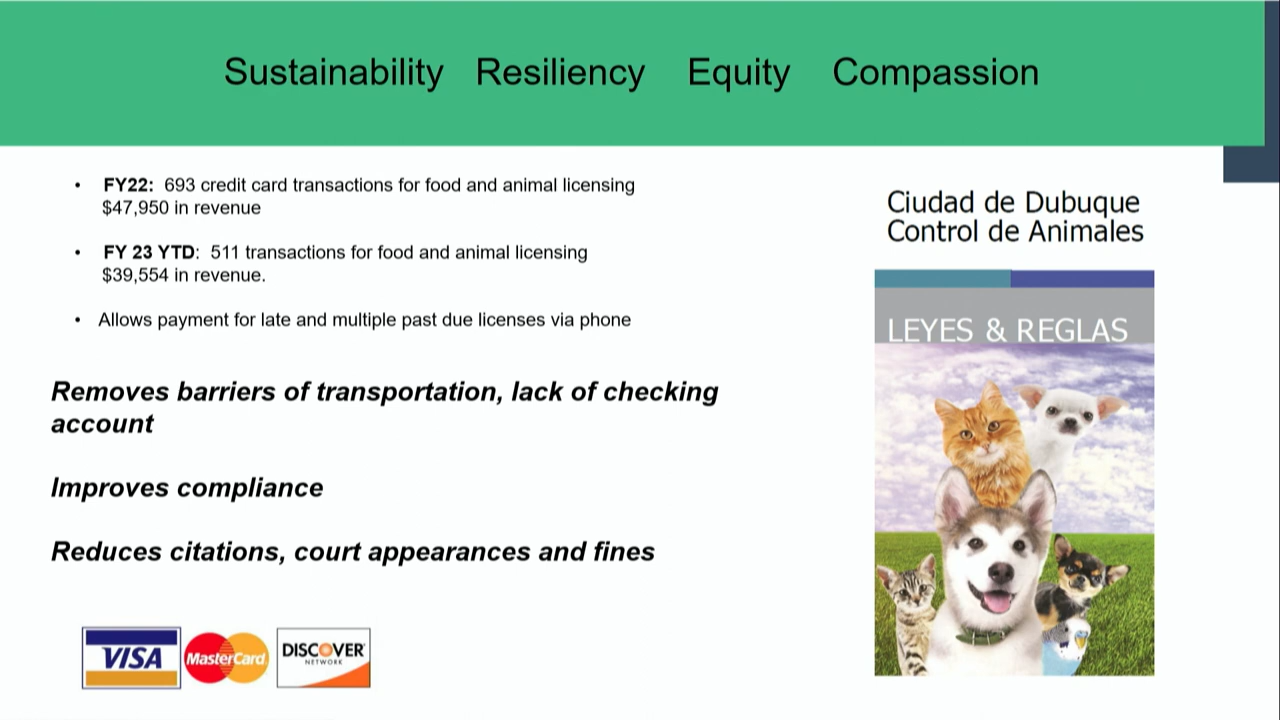 Sustainability Resiliency Equity Compassion
• FY22: 693 credit card transactions for food and animal licensing
$47,950 in revenue
• FY 23 YTD: 511 transactions for food and animal licensing
$39,554 in revenue.
• Allows payment for late and multiple past due licenses via phone
Removes barriers of transportation, lack of checking
account
Improves compliance
Reduces citations, court appearances and fines
VISA
MasterCard
DISCOVER
NETWORK
Ciudad de Dubuque
Control de Animales
LEYES & REGLAS